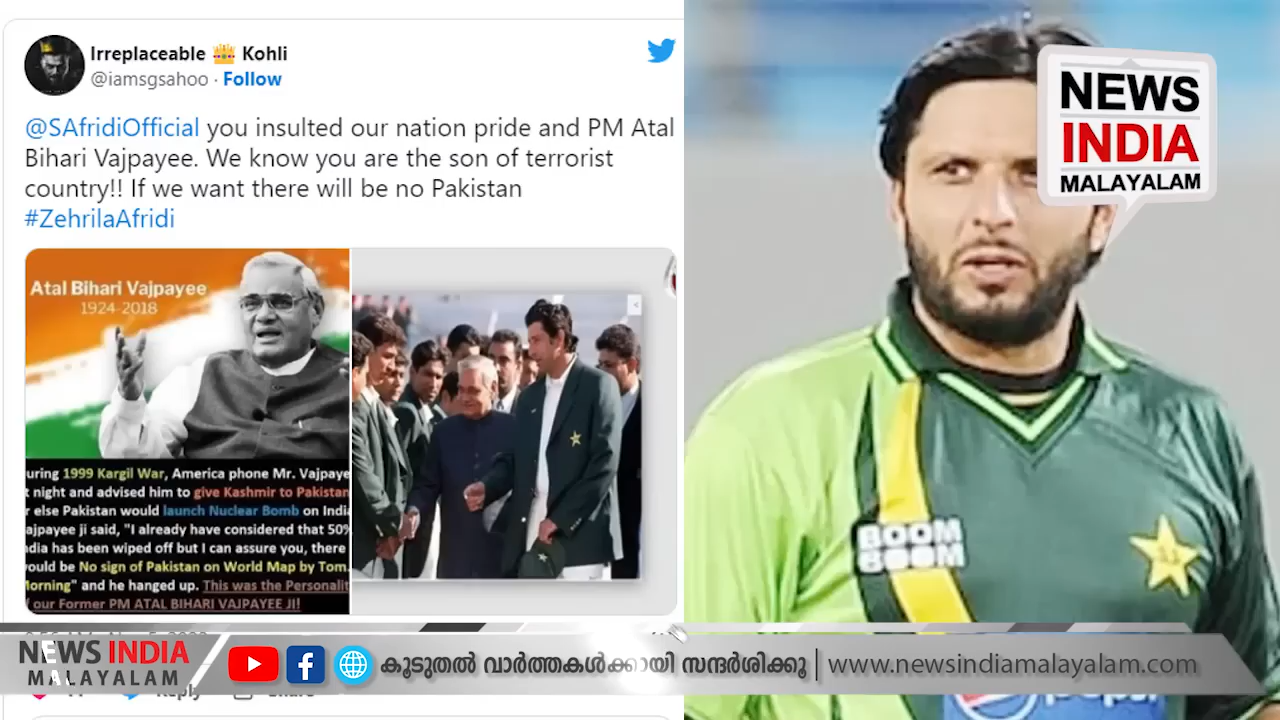 Irreplaceable 👑 Kohli
@iamsgsahoo · Follow
@SAfridiOfficial you insulted our nation pride and PM Atal
Bihari Vajpayee. We know you are the son of terrorist
country!! If we want there will be no Pakistan
#ZehrilaAfridi
Atal Bihari Vajpayee
1924-2018
uring 1999 Kargil War, America phone Mr. Vajpaye
t night and advised him to give Kashmir to Pakistan
r else Pakistan would launch Nuclear Bomb on India
ajpayee ji said, "I already have considered that 50%
dia has been wiped off but I can assure you, there
ould be No sign of Pakistan on World Map by Tom.
orning" and he hanged up. This was the Personalit
f our Former PM ATAL BIHARI VAJPAYEE JI!
NEWS
INDIA
MALAYALAM
BOOM
BOOM
NEWS INDIA
MALAYALAM
കൂടുതൽ വാർത്തകൾക്കായി സന്ദർശിക്കൂ | www.newsindiamalayalam.com
pepsi